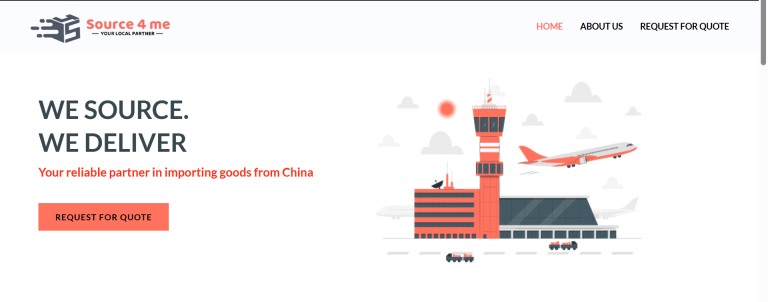 Source 4 me
YOUR LOCAL PARTNER
HOME ABOUT US REQUEST FOR QUOTE
WE SOURCE.
WE DELIVER
Your reliable partner in importing goods from China
REQUEST FOR QUOTE